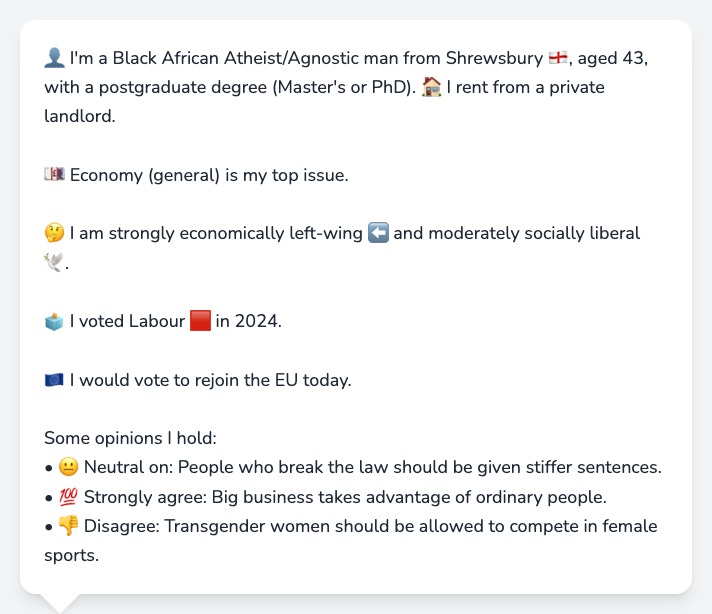 👤 I'm a Black African Atheist/Agnostic man from Shrewsbury 🏴󠁧󠁢󠁥󠁮󠁧󠁿, aged 43,
with a postgraduate degree (Master's or PhD). 🏠 I rent from a private
landlord.
💷 Economy (general) is my top issue.
🤔 I am strongly economically left-wing ⬅️ and moderately socially liberal
🕊️.
🗳️ I voted Labour 🟥 in 2024.
🇪🇺 I would vote to rejoin the EU today.
Some opinions I hold:
• 😐 Neutral on: People who break the law should be given stiffer sentences.
• 💯 Strongly agree: Big business takes advantage of ordinary people.
• 👎 Disagree: Transgender women should be allowed to compete in female
sports.